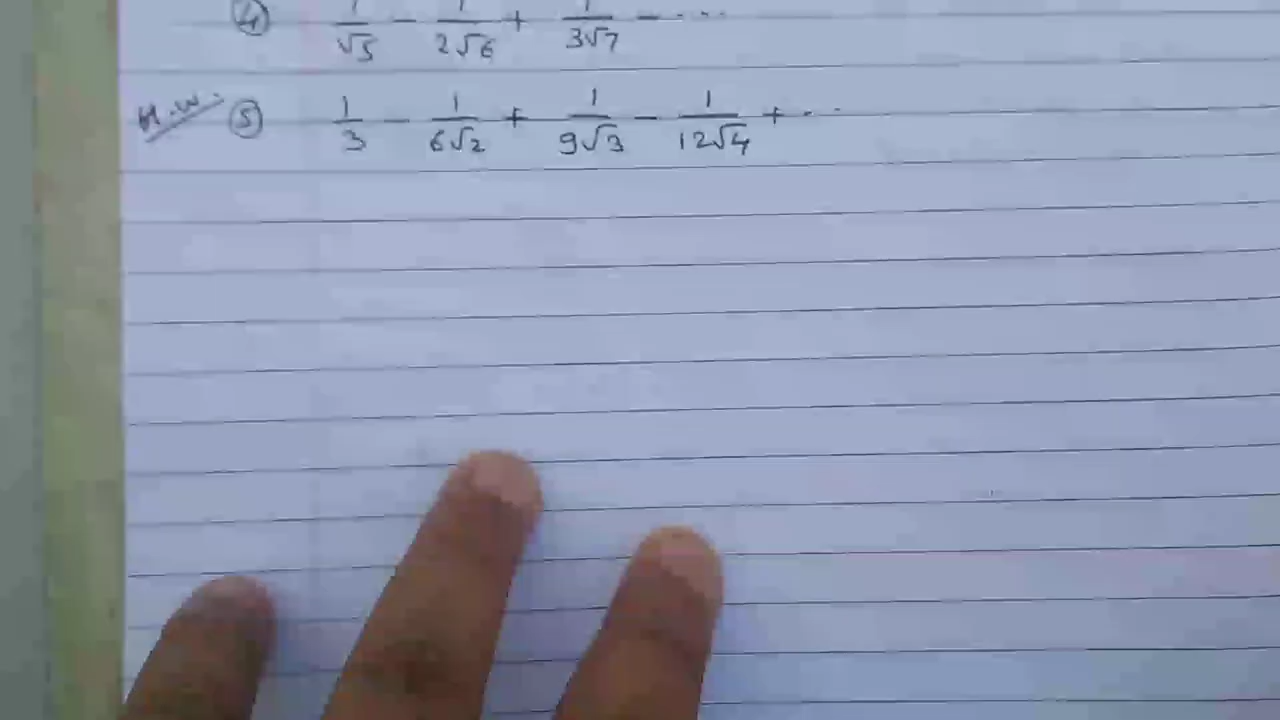 ④ 1/√5 - 1/2√6 + 1/3√7 - ...
H.W. ⑤ 1/3 - 1/6√2 + 1/9√3 - 1/12√4 + ...